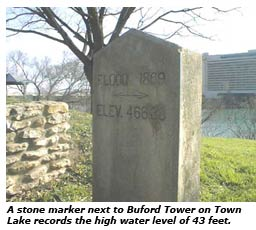 FLOOD 1869
ELEV.
A stone marker next to Buford Tower on Town
Lake records the high water level of 43 feet.